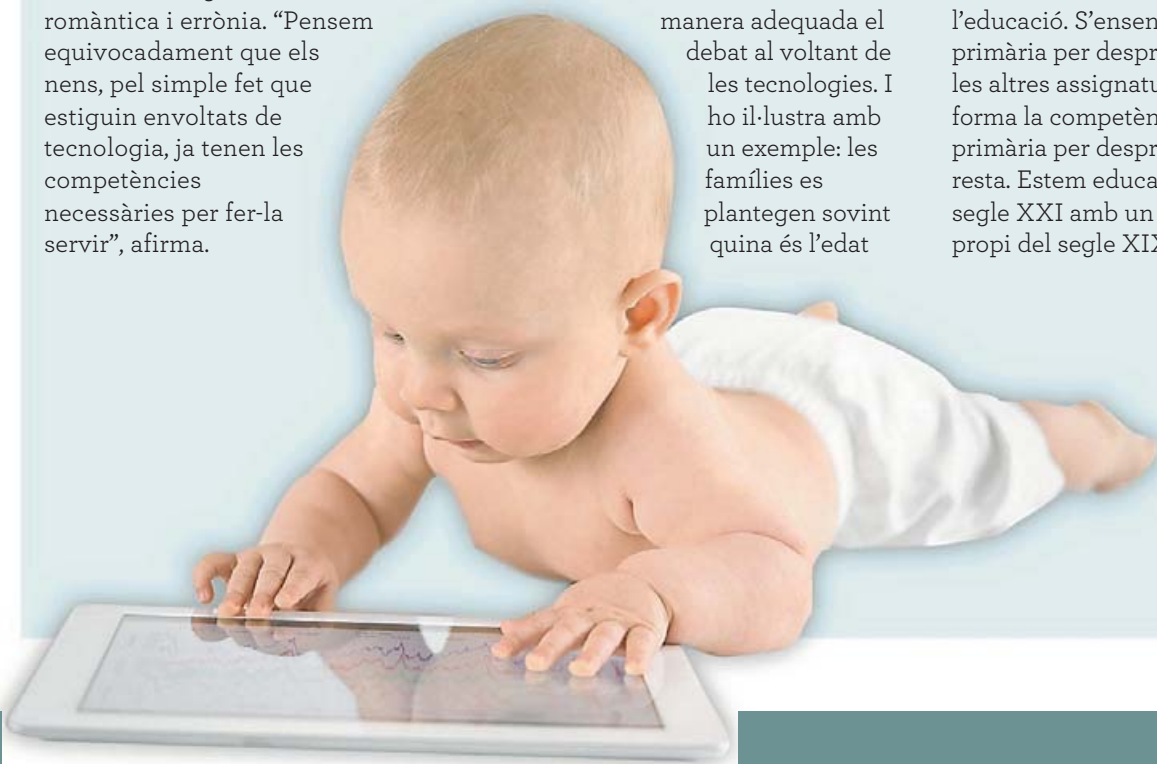 romàntica i errònia. “Pensem
equivocadament que els
nens, pel simple fet que
estiguin envoltats de
tecnologia, ja tenen les
competències
necessàries per fer-la
servir”, afirma.
manera adequada el
debat al voltant de
les tecnologies. I
ho il·lustra amb
un exemple: les
famílies es
plantegen sovint
quina és l’edat
l’educació. S’ensen
primària per despr
les altres assignatu
forma la competèn
primària per despr
resta. Estem educa
segle XXI amb un
propi del segle XIX